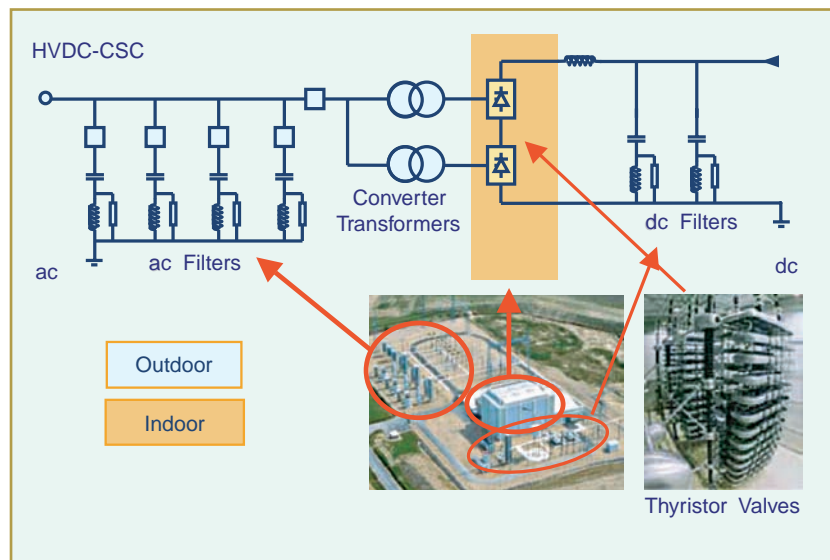 HVDC-CSC
Converter
Transformers
dc Filters
ac Filters
ac
dc
Outdoor
Indoor
Thyristor Valves